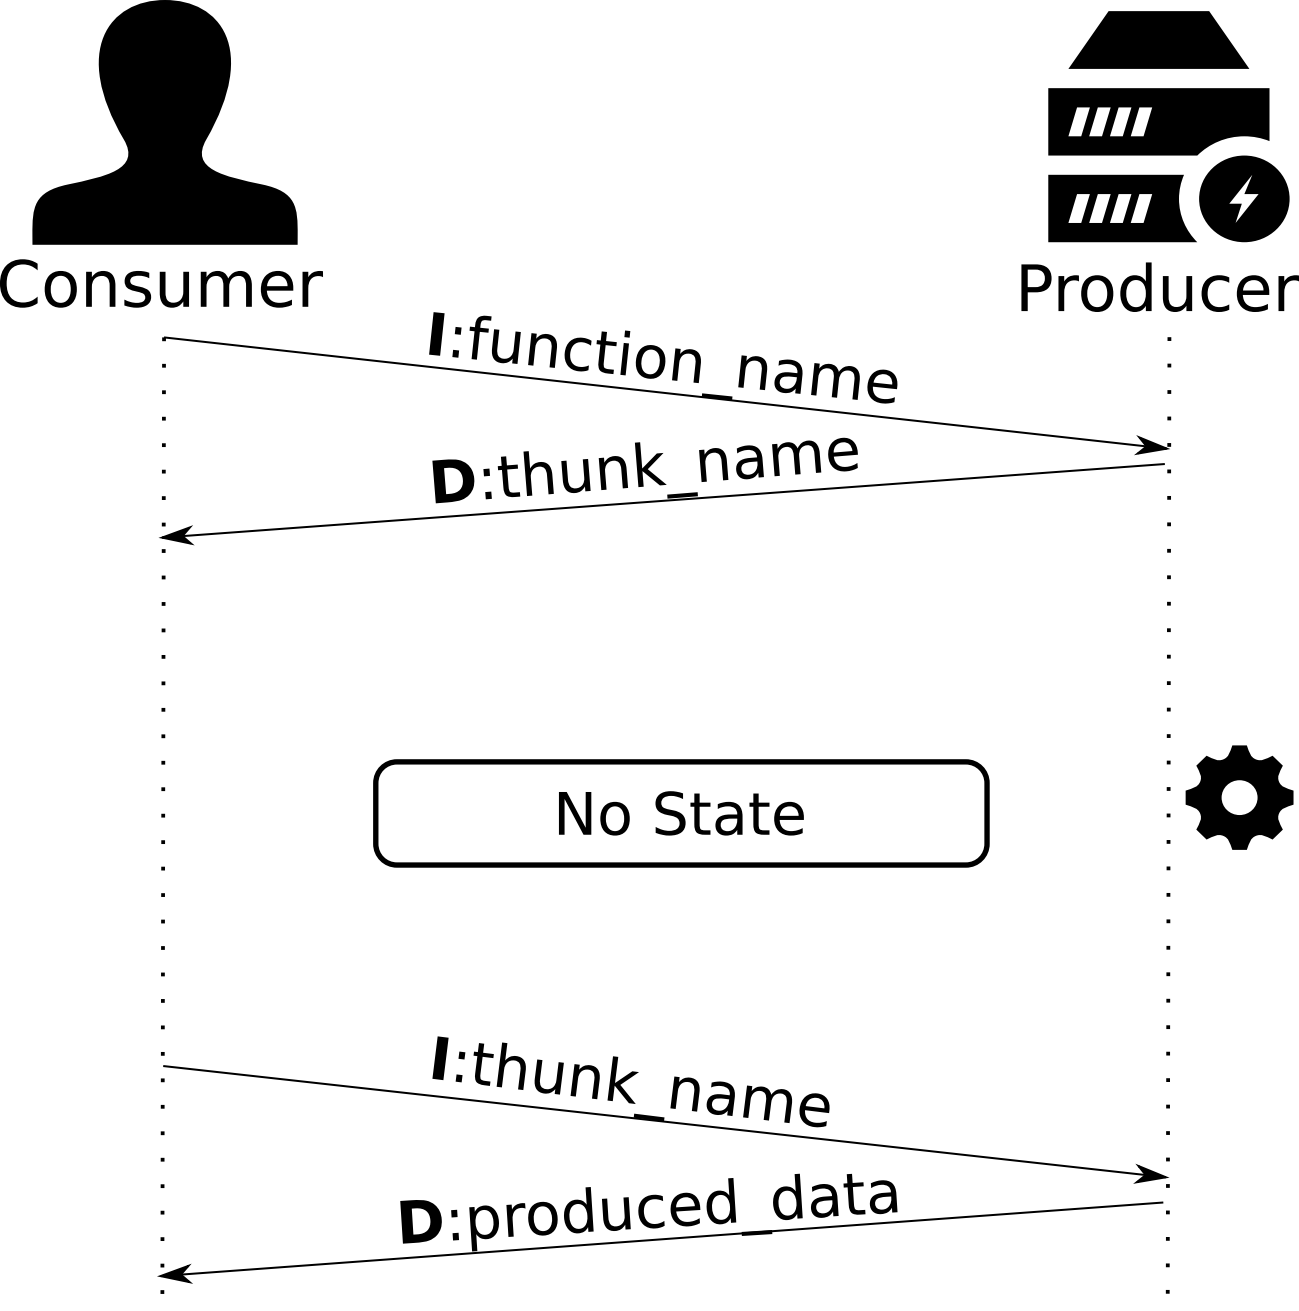 Consumer
Producer
I:function_name
D:thunk_name
No State
I:thunk_name
D:produced_data